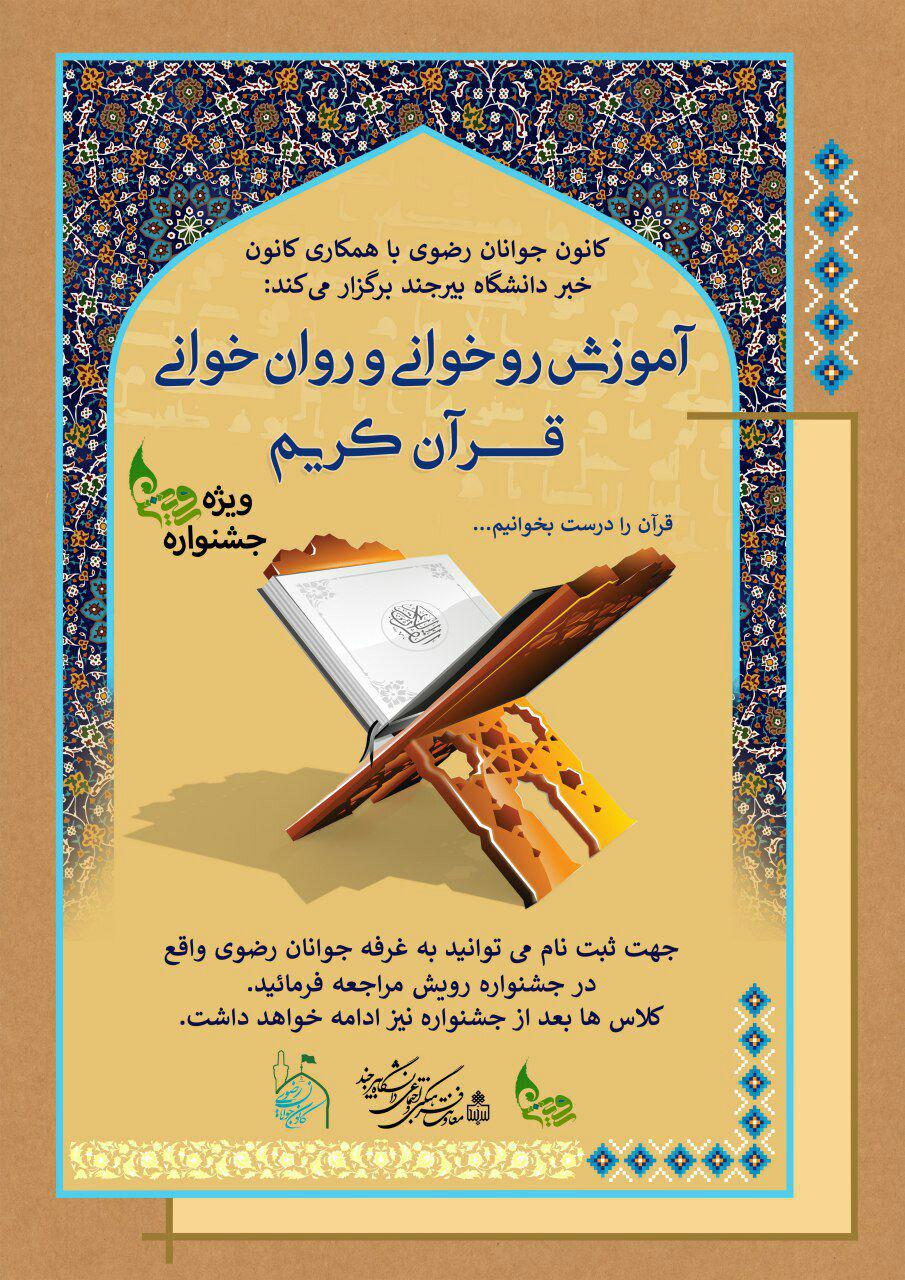 کانون جوانان رضوی با همکاری کانون
خبر دانشگاه بیرجند برگزار می‌کند:
آموزش روخوانی و روان خوانی
قرآن کریم
ویژه رویش
جشنواره
قرآن را درست بخوانیم...
جهت ثبت نام می توانید به غرفه جوانان رضوی واقع
در جشنواره رویش مراجعه فرمائید.
کلاس ها بعد از جشنواره نیز ادامه خواهد داشت.
رویش
معاونت فرهنگی و اجتماعی دانشگاه بیرجند
کانون جوانان رضوی